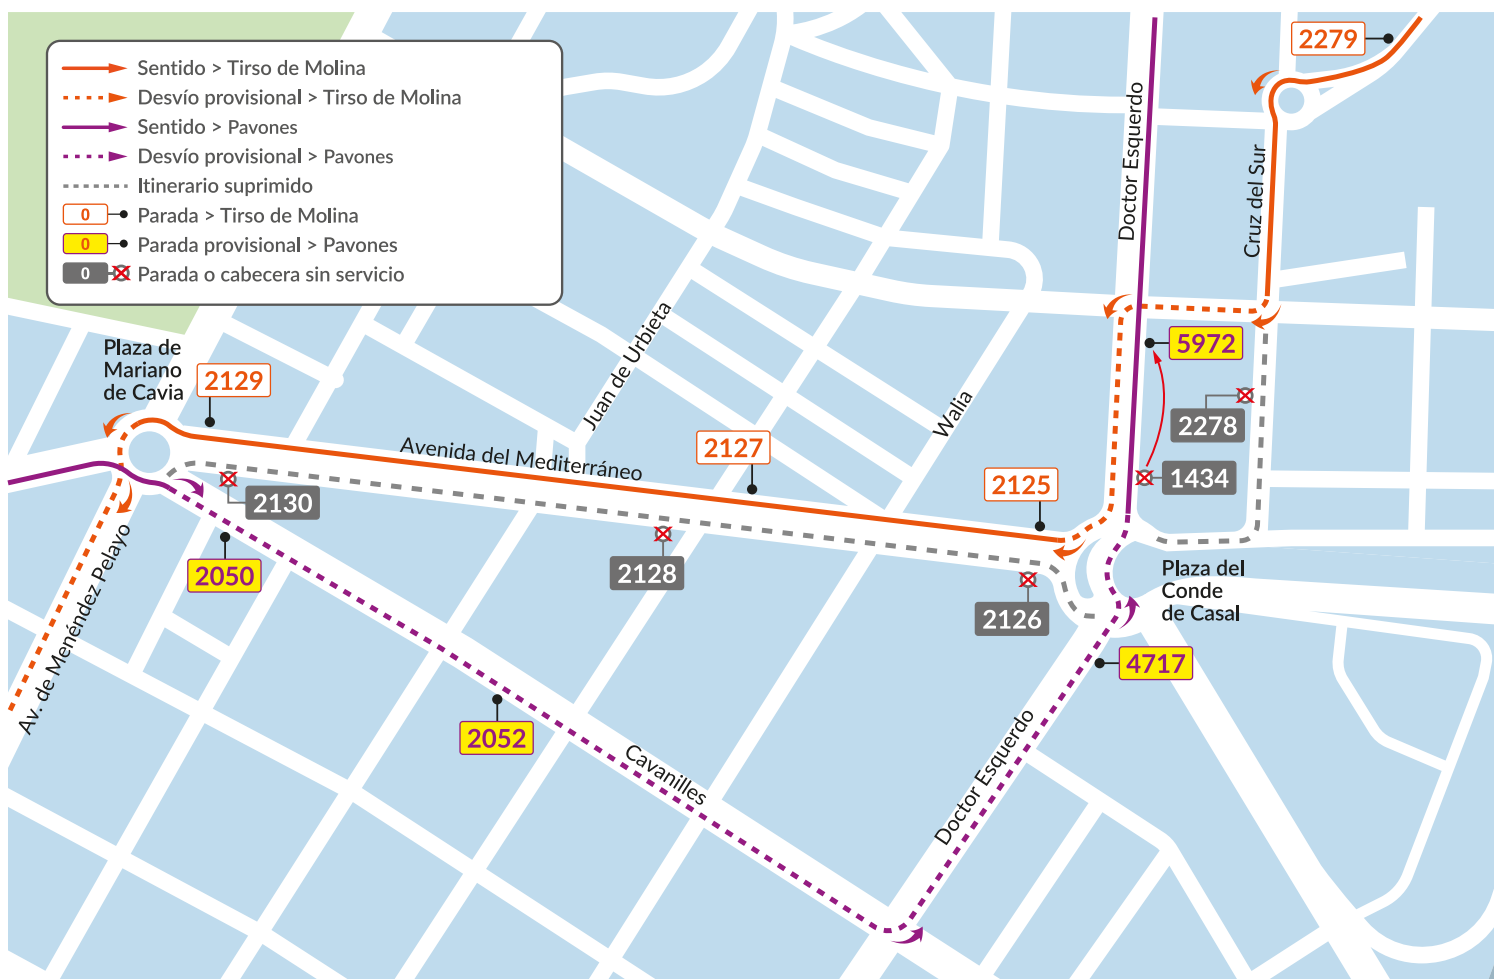 Sentido > Tirso de Molina
Desvío provisional > Tirso de Molina
Sentido > Pavones
Desvío provisional > Pavones
Itinerario suprimido
0 Parada > Tirso de Molina
0 Parada provisional > Pavones
0 Parada o cabecera sin servicio
2279
Doctor Esquerdo
Cruz del Sur
5972
2278
1434
Plaza de
Mariano
de Cavia
2129
Juan de Urbieta
Walia
Avenida del Mediterráneo
2127
2125
2130
2050
2128
2126
Plaza del
Conde
de Casal
4717
Av. de Menéndez Pelayo
2052
Cavanilles
Doctor Esquerdo